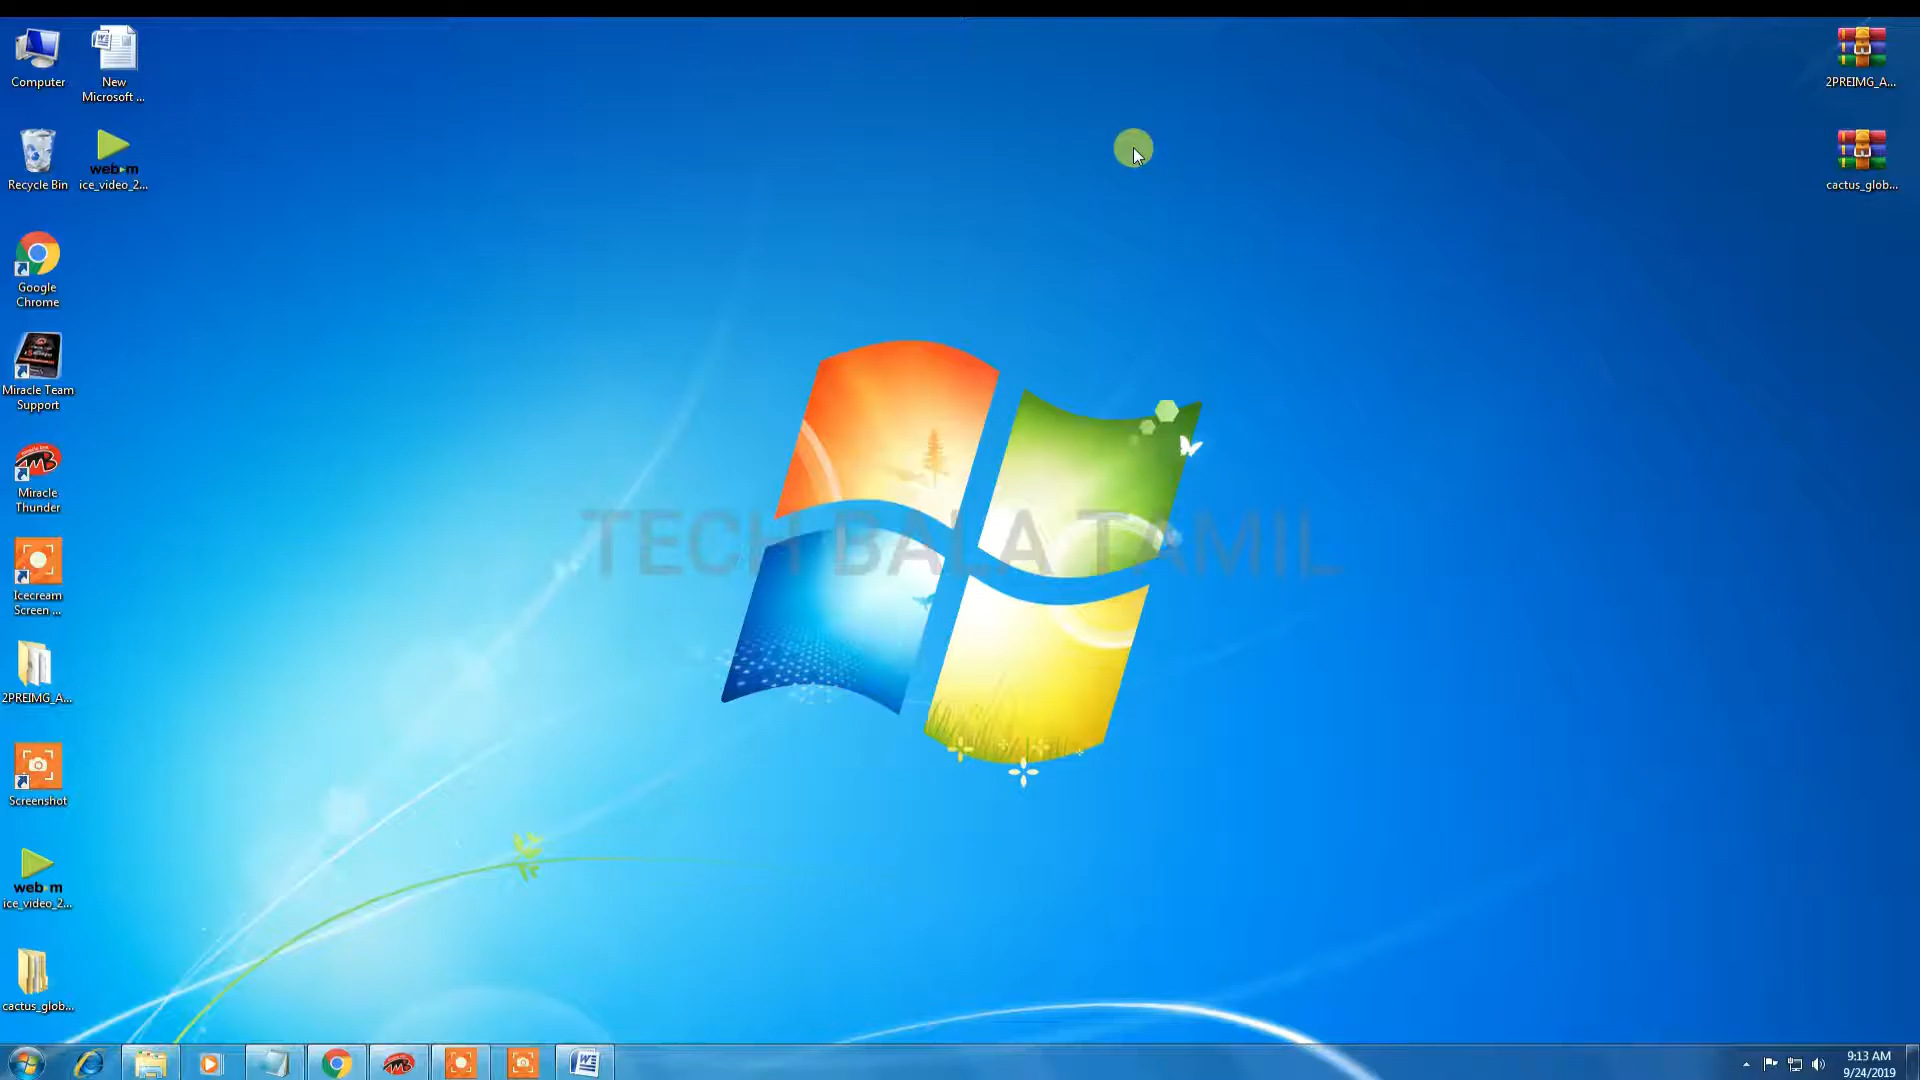 Computer
New
Microsoft ...
2PREIMG_A...
Recycle Bin
web m
ice_video_2...
cactus_glob...
Google
Chrome
Miracle Team
Support
Miracle
Thunder
Icecream
Screen ...
2PREIMG_A...
Screenshot
web m
ice_video_2...
cactus_glob...
TECH BALA TAMIL
9:13 AM
9/24/2019